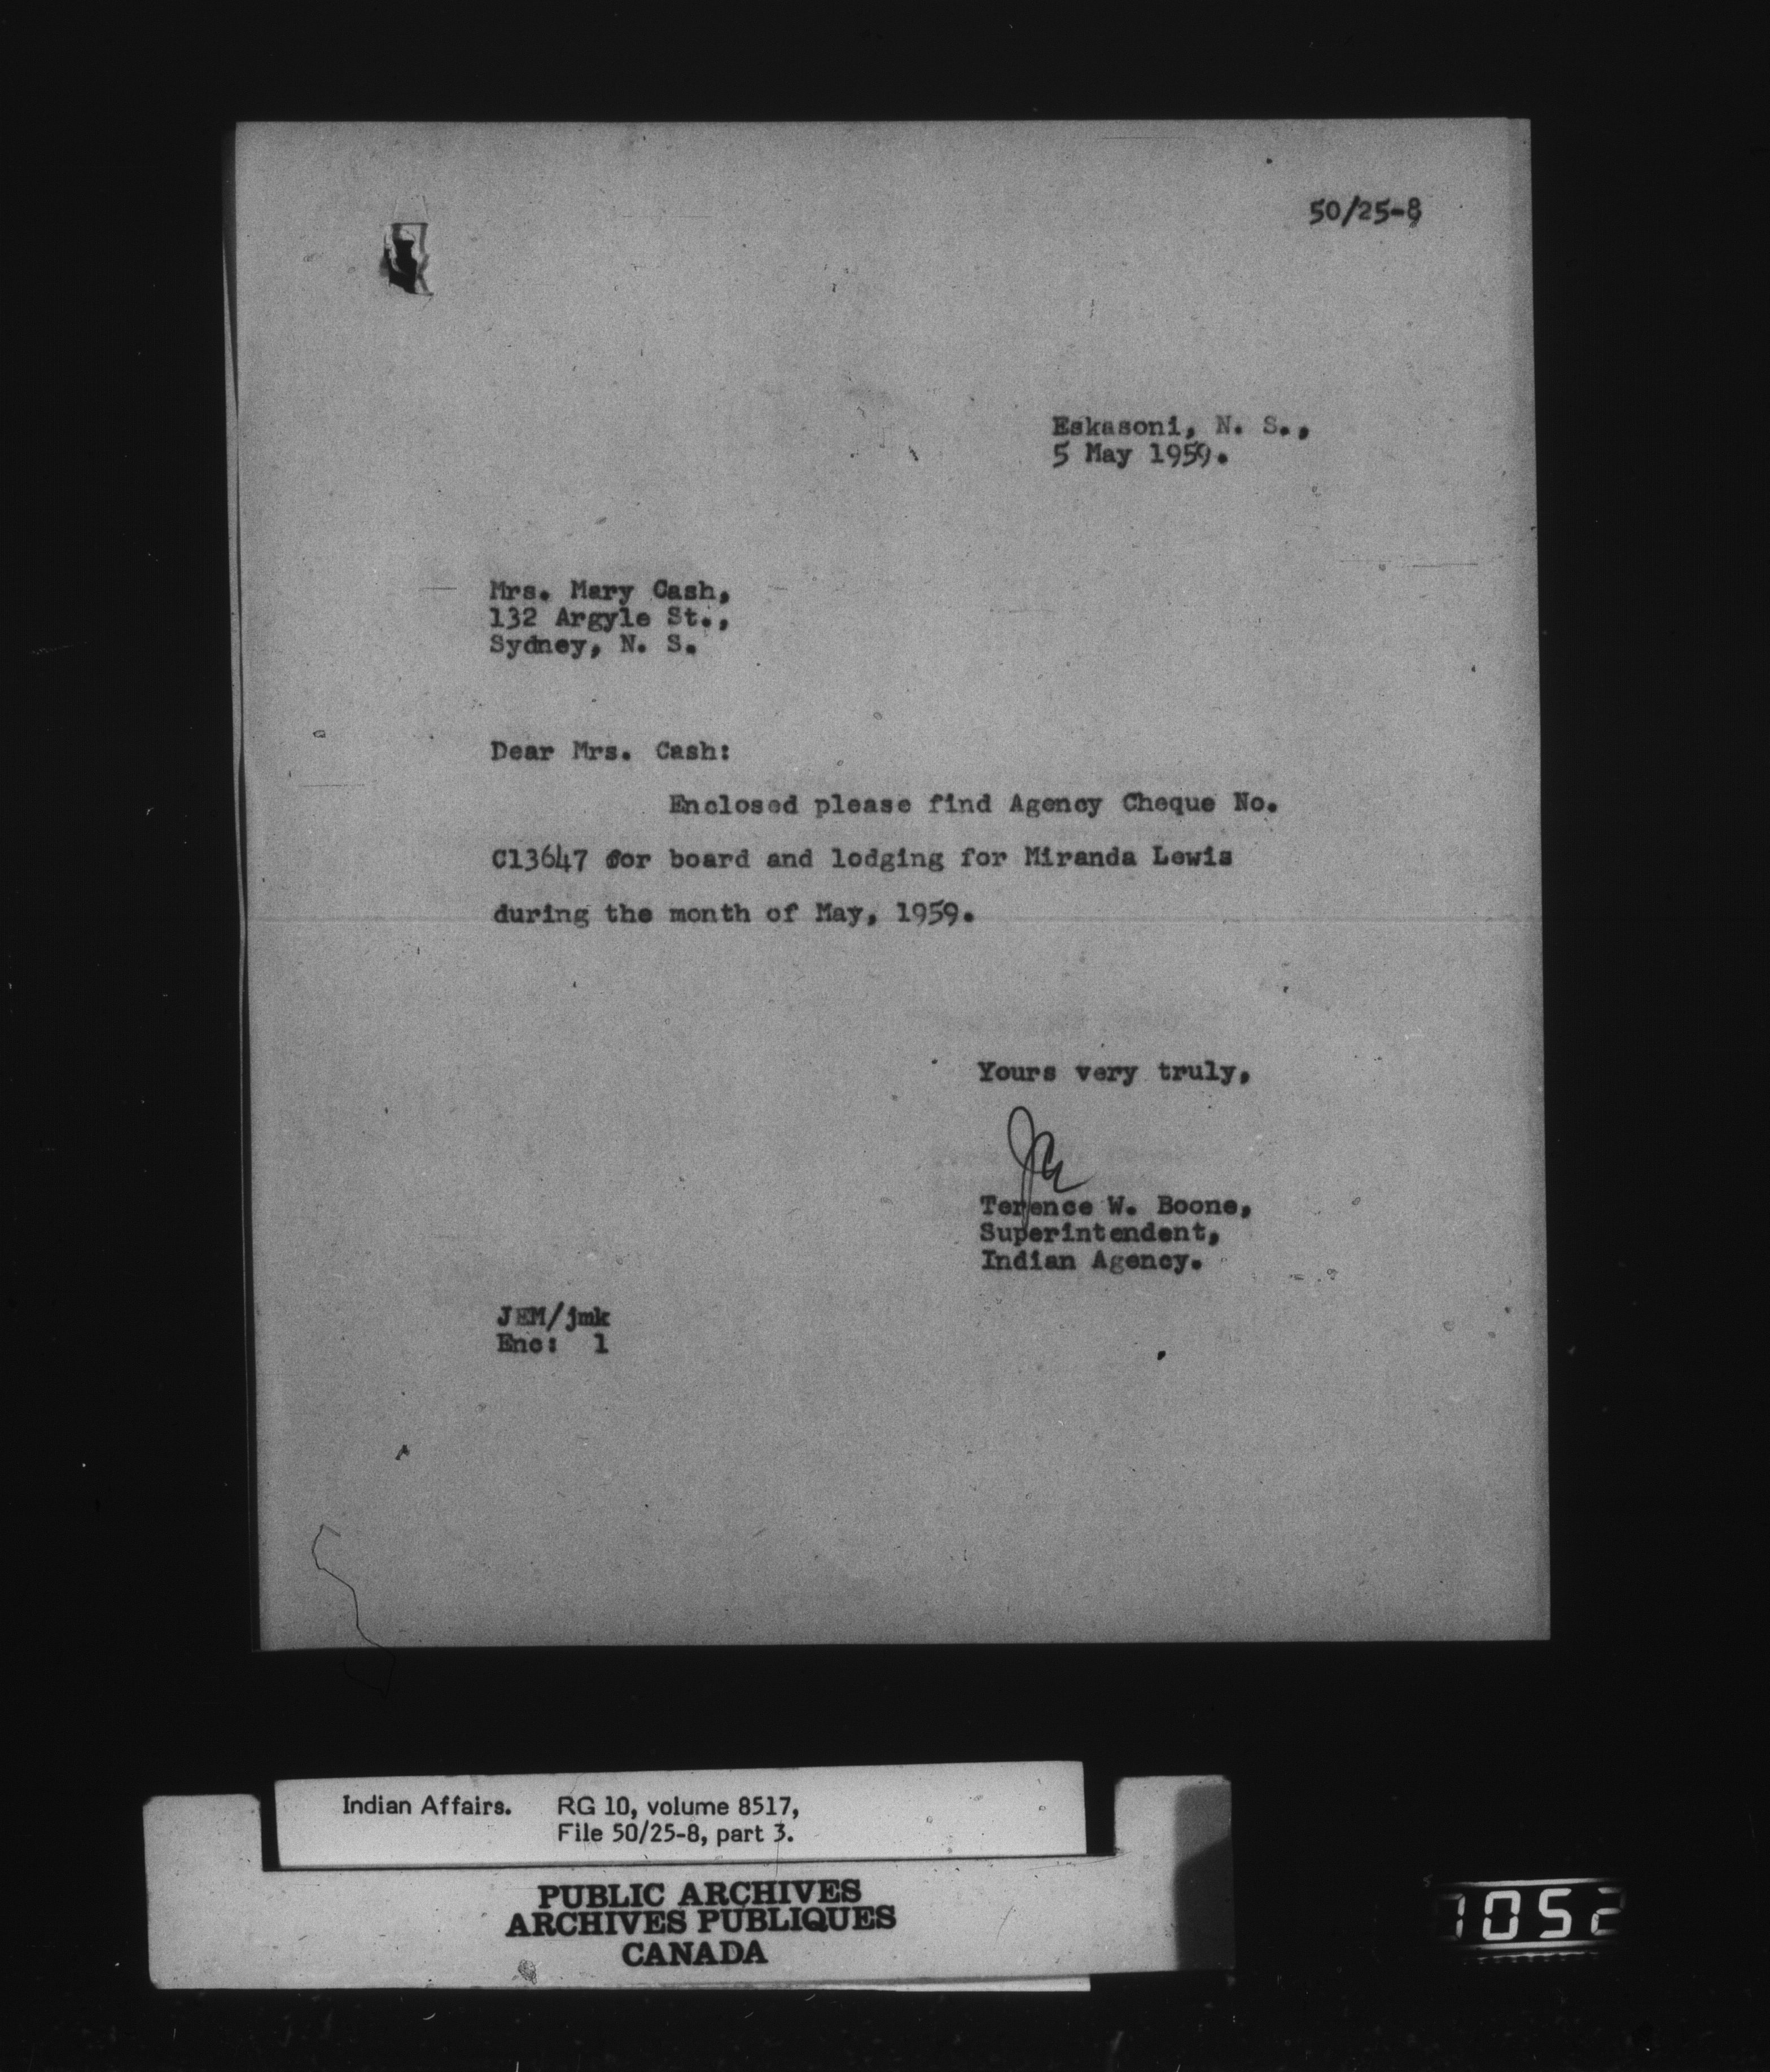 50/25-8
Eskasoni, N. S.,
5 May 1959.
Mrs. Mary Cash,
132 Argyle St.,
Sydney, N. S.
Dear Mrs. Cash:
Enclosed please find Agency Cheque No.
C13647 for board and lodging for Miranda Lewis
during the month of May, 1959.
Yours very truly,
Terence W. Boone,
Superintendent,
Indian Agency.
JEM/jmk
Enc: 1
Indian Affairs. RG 10, volume 8517,
File 50/25-8, part 3.
PUBLIC ARCHIVES
ARCHIVES PUBLIQUES
CANADA
1052